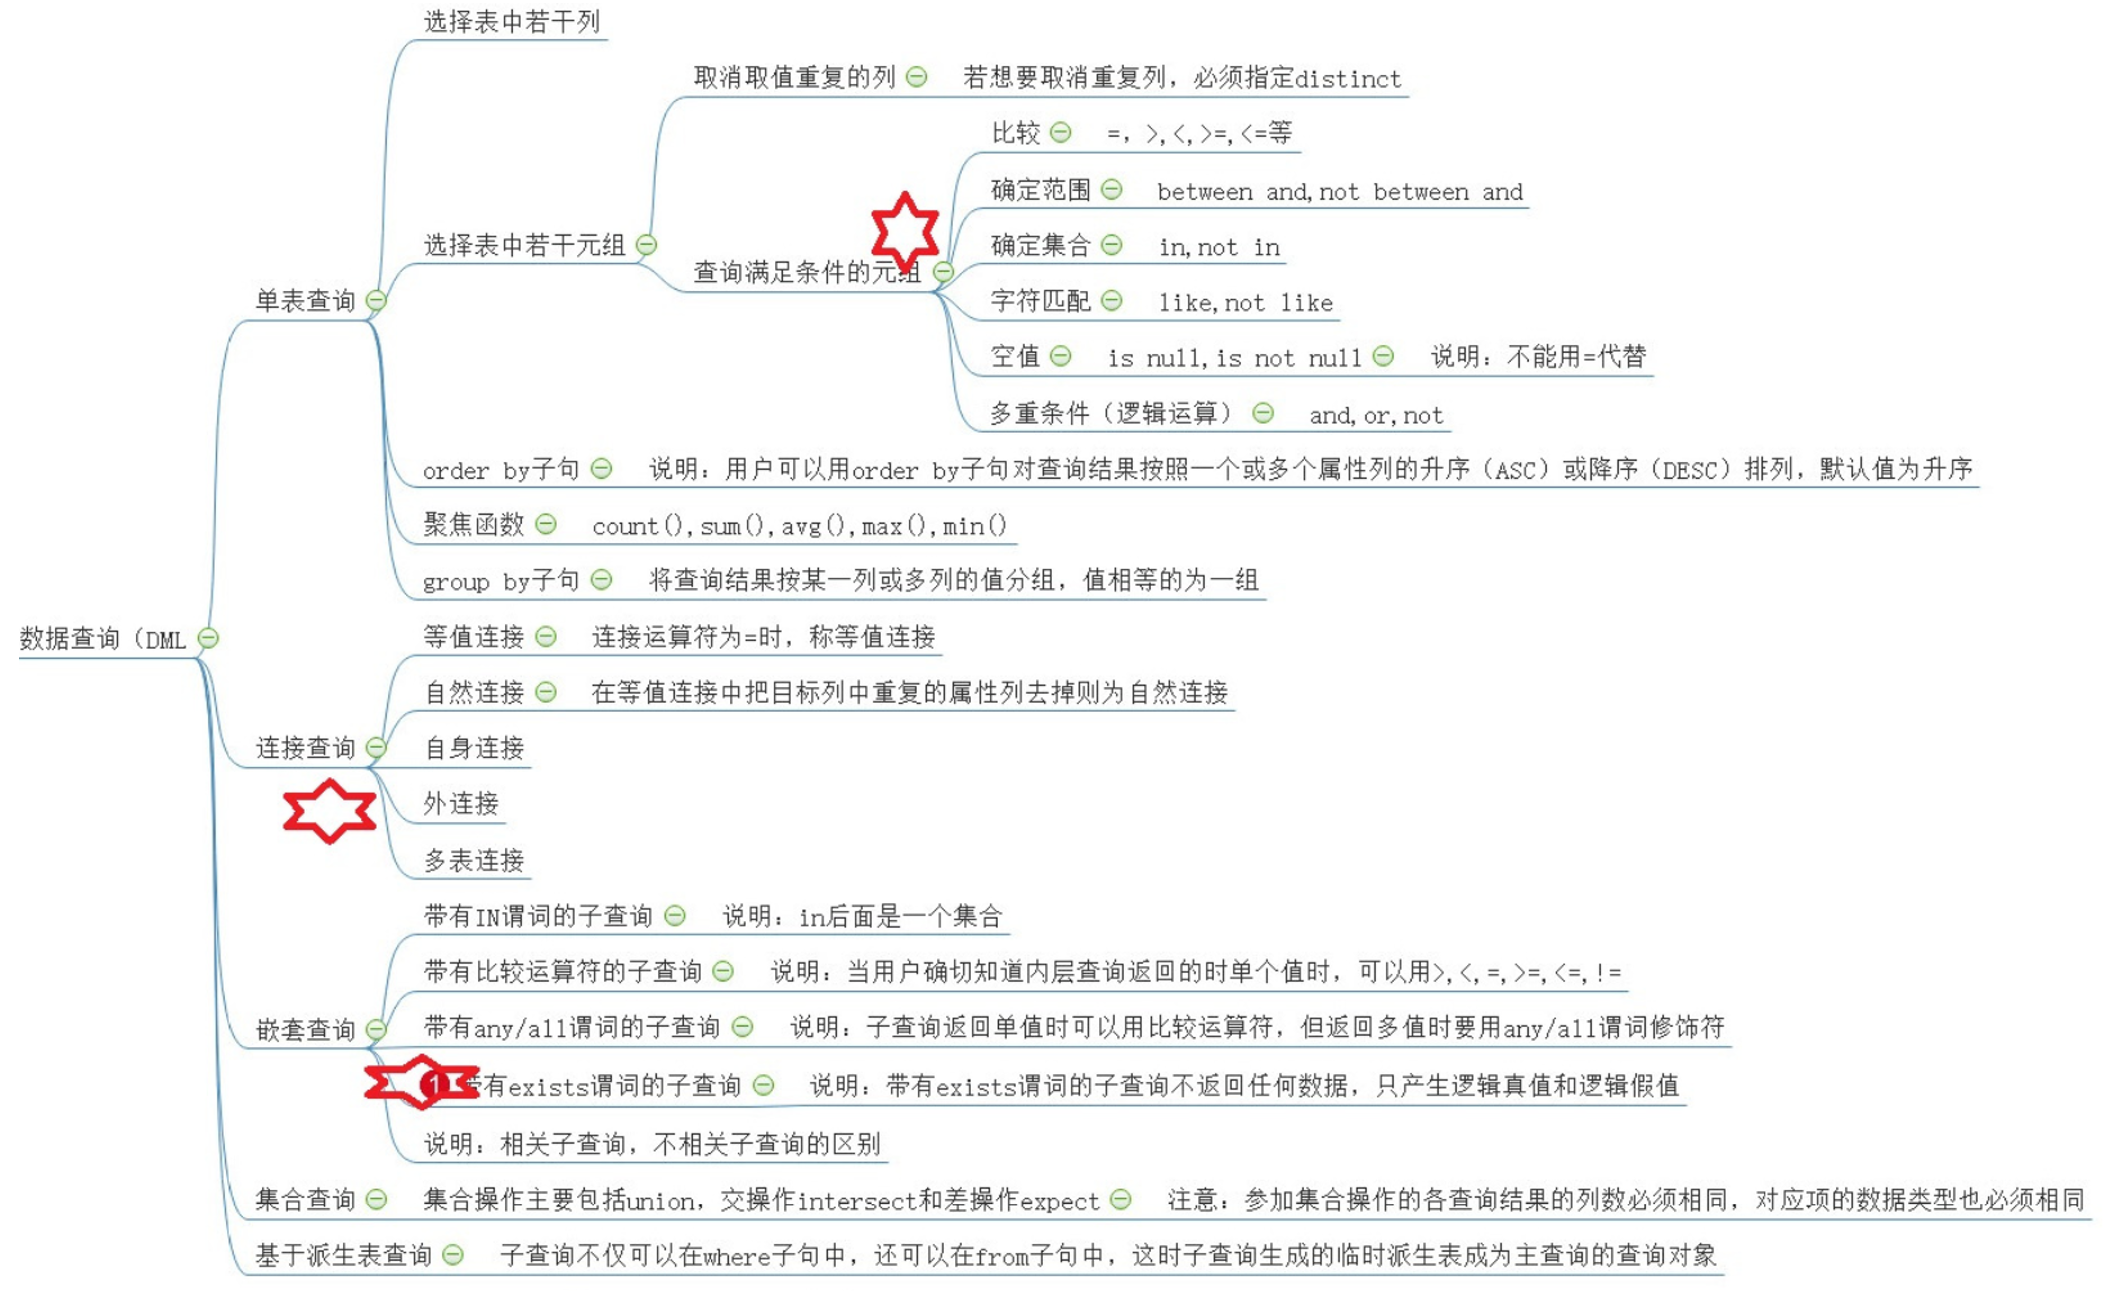 选择表中若干列
取消取值重复的列 若想要取消重复列，必须指定distinct
比较 =，>,<,>=,<=等
确定范围 between and,not between and
选择表中若干元组
确定集合 in,not in
查询满足条件的元组
字符匹配 like,not like
单表查询
空值 is null,is not null 说明：不能用=代替
多重条件（逻辑运算） and,or,not
order by子句 说明：用户可以用order by子句对查询结果按照一个或多个属性列的升序（ASC）或降序（DESC）排列，默认值为升序
聚焦函数 count(),sum(),avg(),max(),min()
group by子句 将查询结果按某一列或多列的值分组，值相等的为一组
数据查询（DML
等值连接 连接运算符为=时，称等值连接
自然连接 在等值连接中把目标列中重复的属性列去掉则为自然连接
连接查询
自身连接
外连接
多表连接
带有IN谓词的子查询 说明：in后面是一个集合
带有比较运算符的子查询 说明：当用户确切知道内层查询返回的时单个值时，可以用>,<,=,>=,<=,!=
嵌套查询
带有any/all谓词的子查询 说明：子查询返回单值时可以用比较运算符，但返回多值时要用any/all谓词修饰符
1 带有exists谓词的子查询 说明：带有exists谓词的子查询不返回任何数据，只产生逻辑真值和逻辑假值
说明：相关子查询，不相关子查询的区别
集合查询 集合操作主要包括union，交操作intersect和差操作expect 注意：参加集合操作的各查询结果的列数必须相同，对应项的数据类型也必须相同
基于派生表查询 子查询不仅可以在where子句中，还可以在from子句中，这时子查询生成的临时派生表成为主查询的查询对象